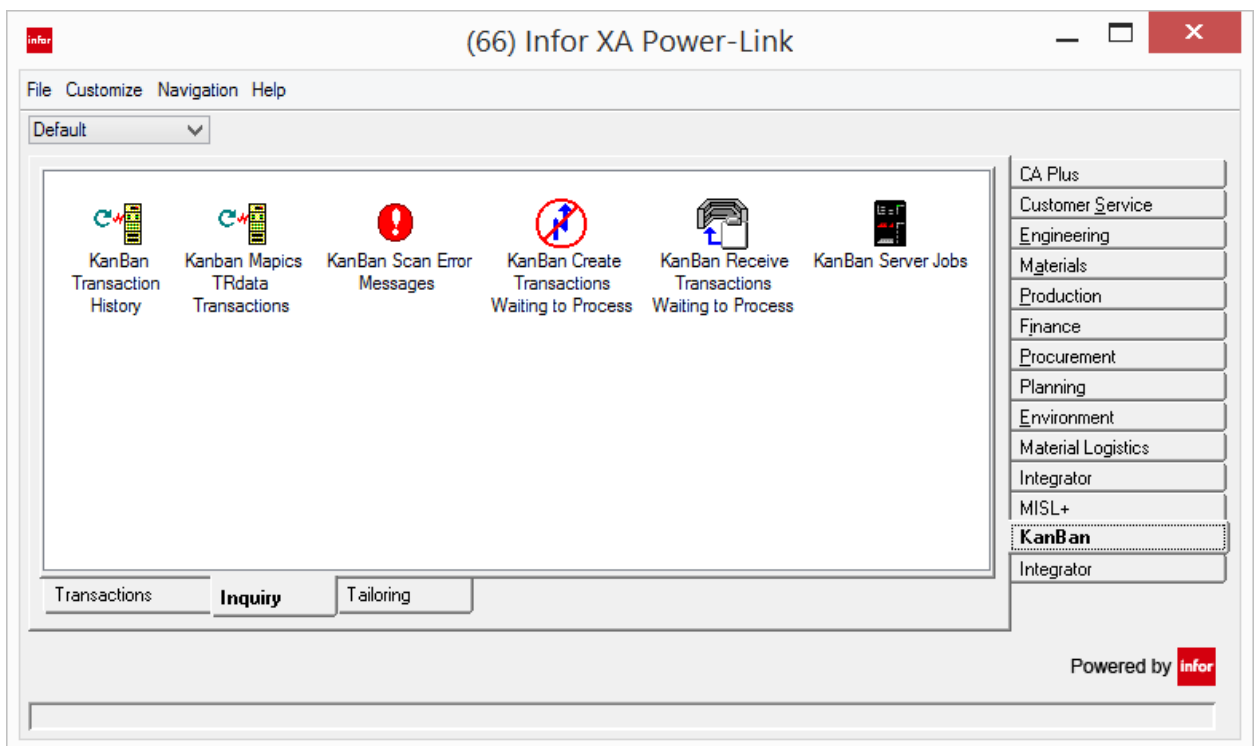 infor
(66) Infor XA Power-Link
File Customize Navigation Help
Default
KanBan
Transaction
History
Kanban Mapics
TRdata
Transactions
KanBan Scan Error
Messages
KanBan Create
Transactions
Waiting to Process
KanBan Receive
Transactions
Waiting to Process
KanBan Server Jobs
CA Plus
Customer Service
Engineering
Materials
Production
Finance
Procurement
Planning
Environment
Material Logistics
Integrator
MISL+
KanBan
Integrator
Transactions
Inquiry
Tailoring
Powered by infor